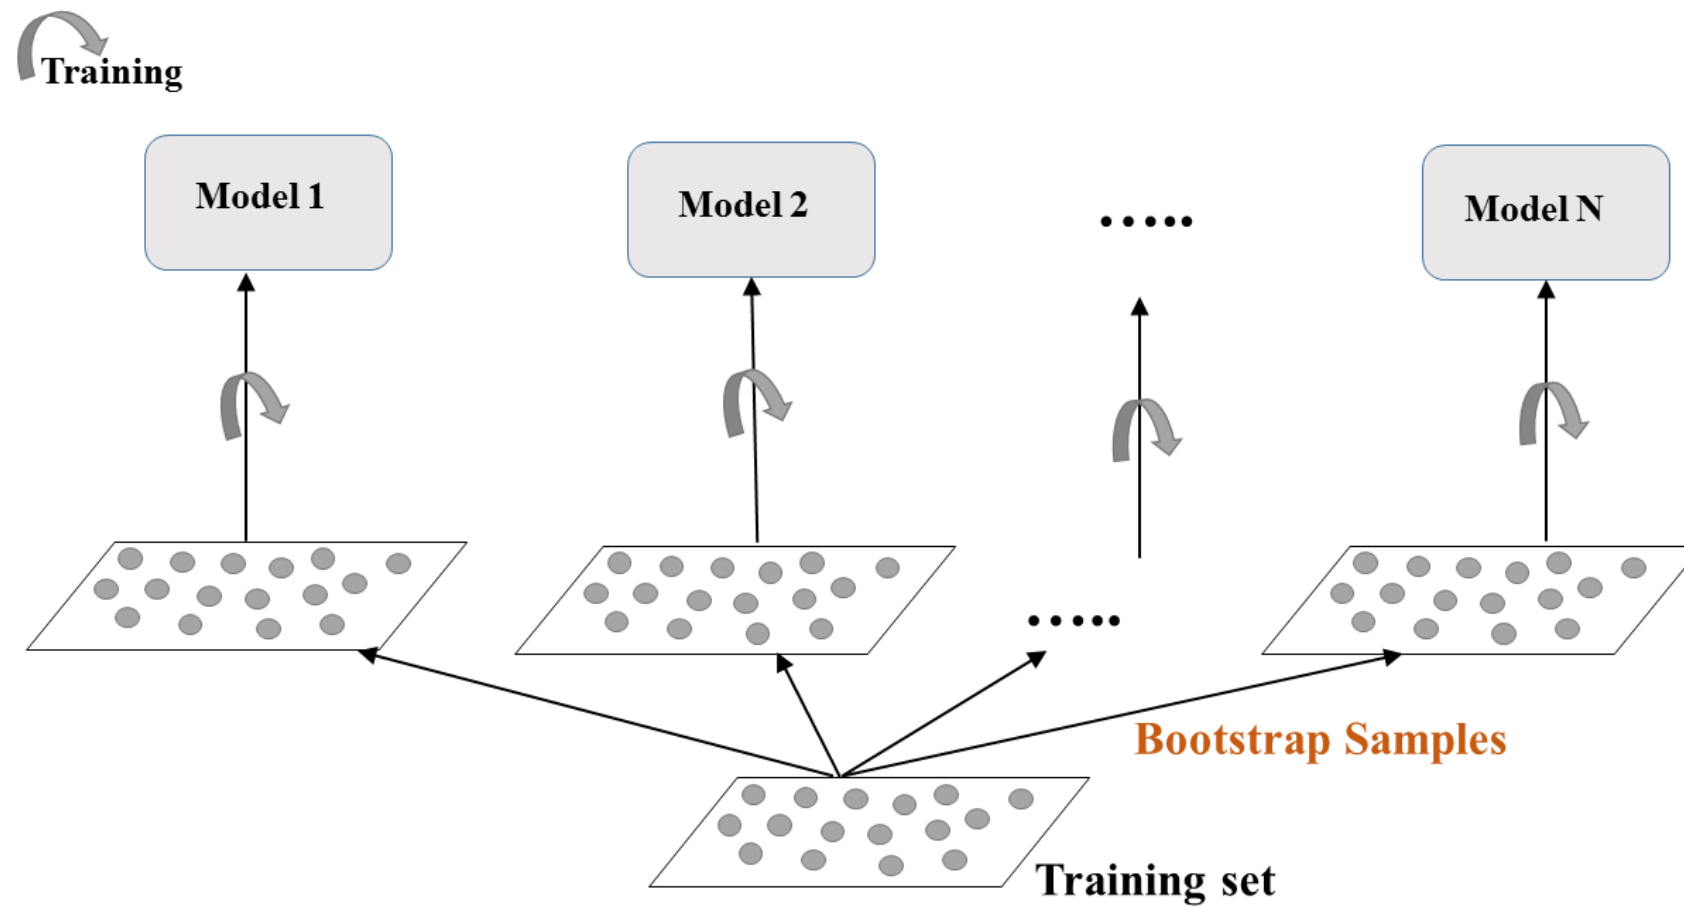 Training
Model 1
Model 2
.....
Model N
.....
Bootstrap Samples
Training set